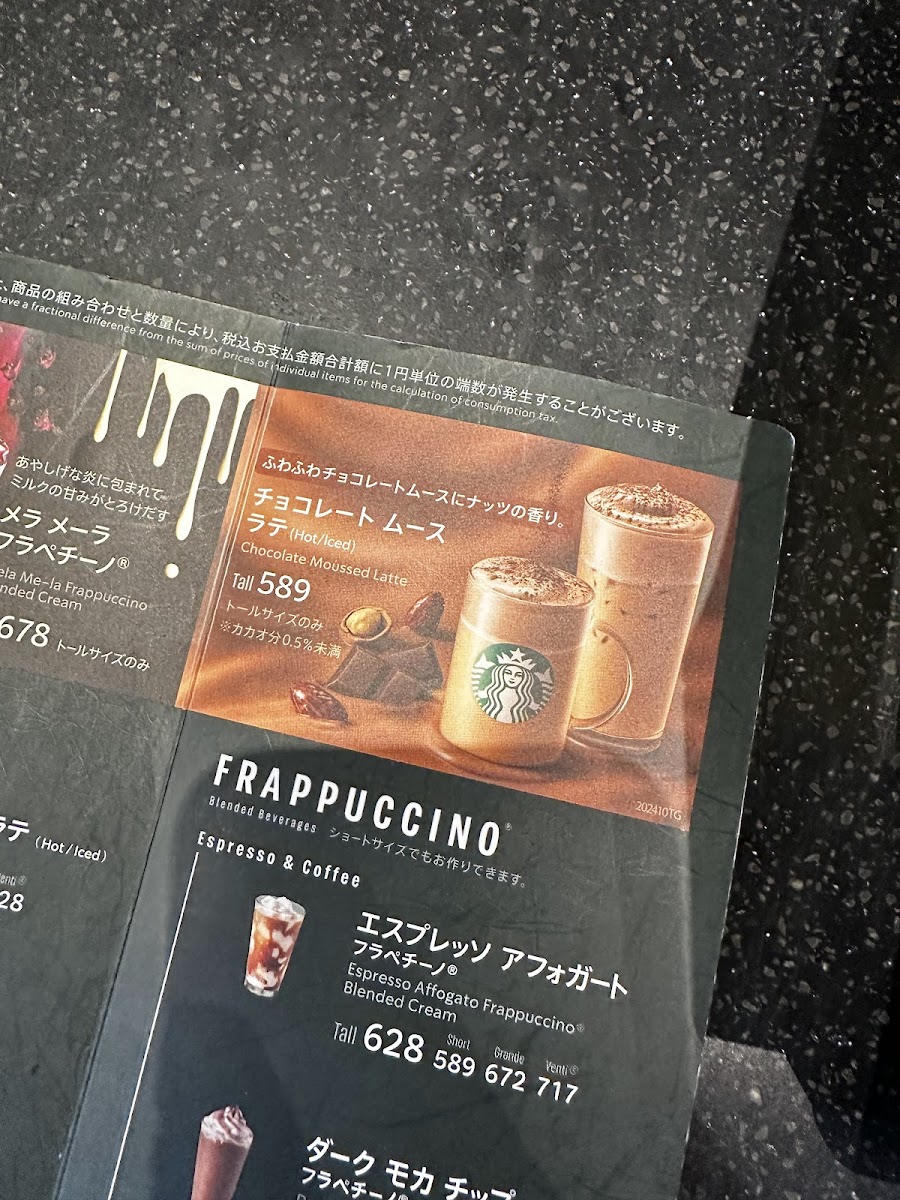 、商品の組み合わせと数量により、税込お支払金額合計額に1円単位の端数が発生することがございます。
have a fractional difference from the sum of prices of individual items for the calculation of consumption tax.
あやしげな炎に包まれて
ミルクの甘みがとろけだす
メラ メーラ
フラペチーノ®
ela Me-la Frappuccino
ended Cream
678 トールサイズのみ
ふわふわチョコレートムースにナッツの香り。
チョコレート ムース
ラテ (Hot/Iced)
Chocolate Moussed Latte
Tall 589
トールサイズのみ
※カカオ分0.5%未満
202410TG
ラテ (Hot/Iced)
Venti®
28
FRAPPUCCINO®
Blended Beverages ショートサイズでもお作りできます。
Espresso & Coffee
エスプレッソ アフォガート
フラペチーノ®
Espresso Affogato Frappuccino®
Blended Cream
Short Grande Venti®
Tall 628 589 672 717
ダーク モカ チップ
フラペチーノ®